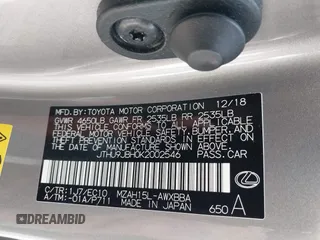 MFD. BY: TOYOTA MOTOR CORPORATION 12/18
GVWR 4650LB GAWR FR 2535LB RR 2535LB
THIS VEHICLE CONFORMS TO ALL APPLICABLE
FEDERAL MOTOR VEHICLE SAFETY, BUMPER, AND
THEFT PREVENTION STANDARDS IN EFFECT ON
THE DATE OF MANUFACTURE SHOWN ABOVE.
JTHU9JBH0K2002546 PASS.CAR
C/TR: 1J7/EC10 MZAH15L-AWXBBA
A/TM: -01A/P711 MADE IN JAPAN 650 A
DREAMBID